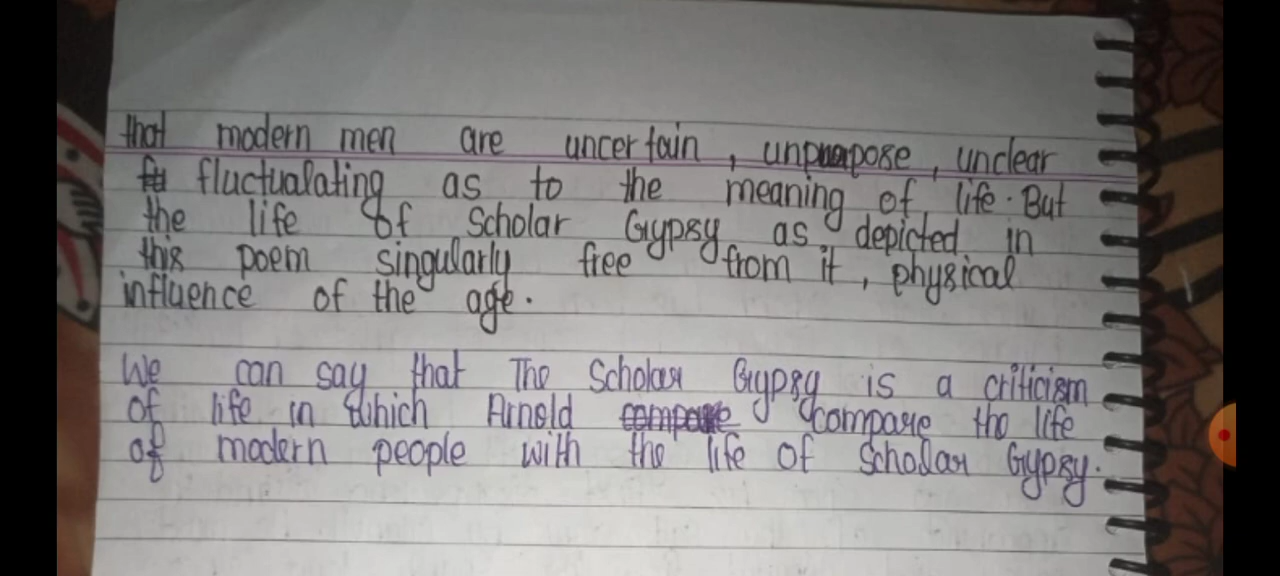 that modern men are uncertain, unpurpose, unclear
fluctualating as to the meaning of life. But
the life of Scholar Gypsy as depicted in
this poem singularly free from it, physical
influence of the age.
We can say that The Scholar Gypsy is a criticism
of life in which Arnold compare compare the life
of modern people with the life of Scholar Gypsy.